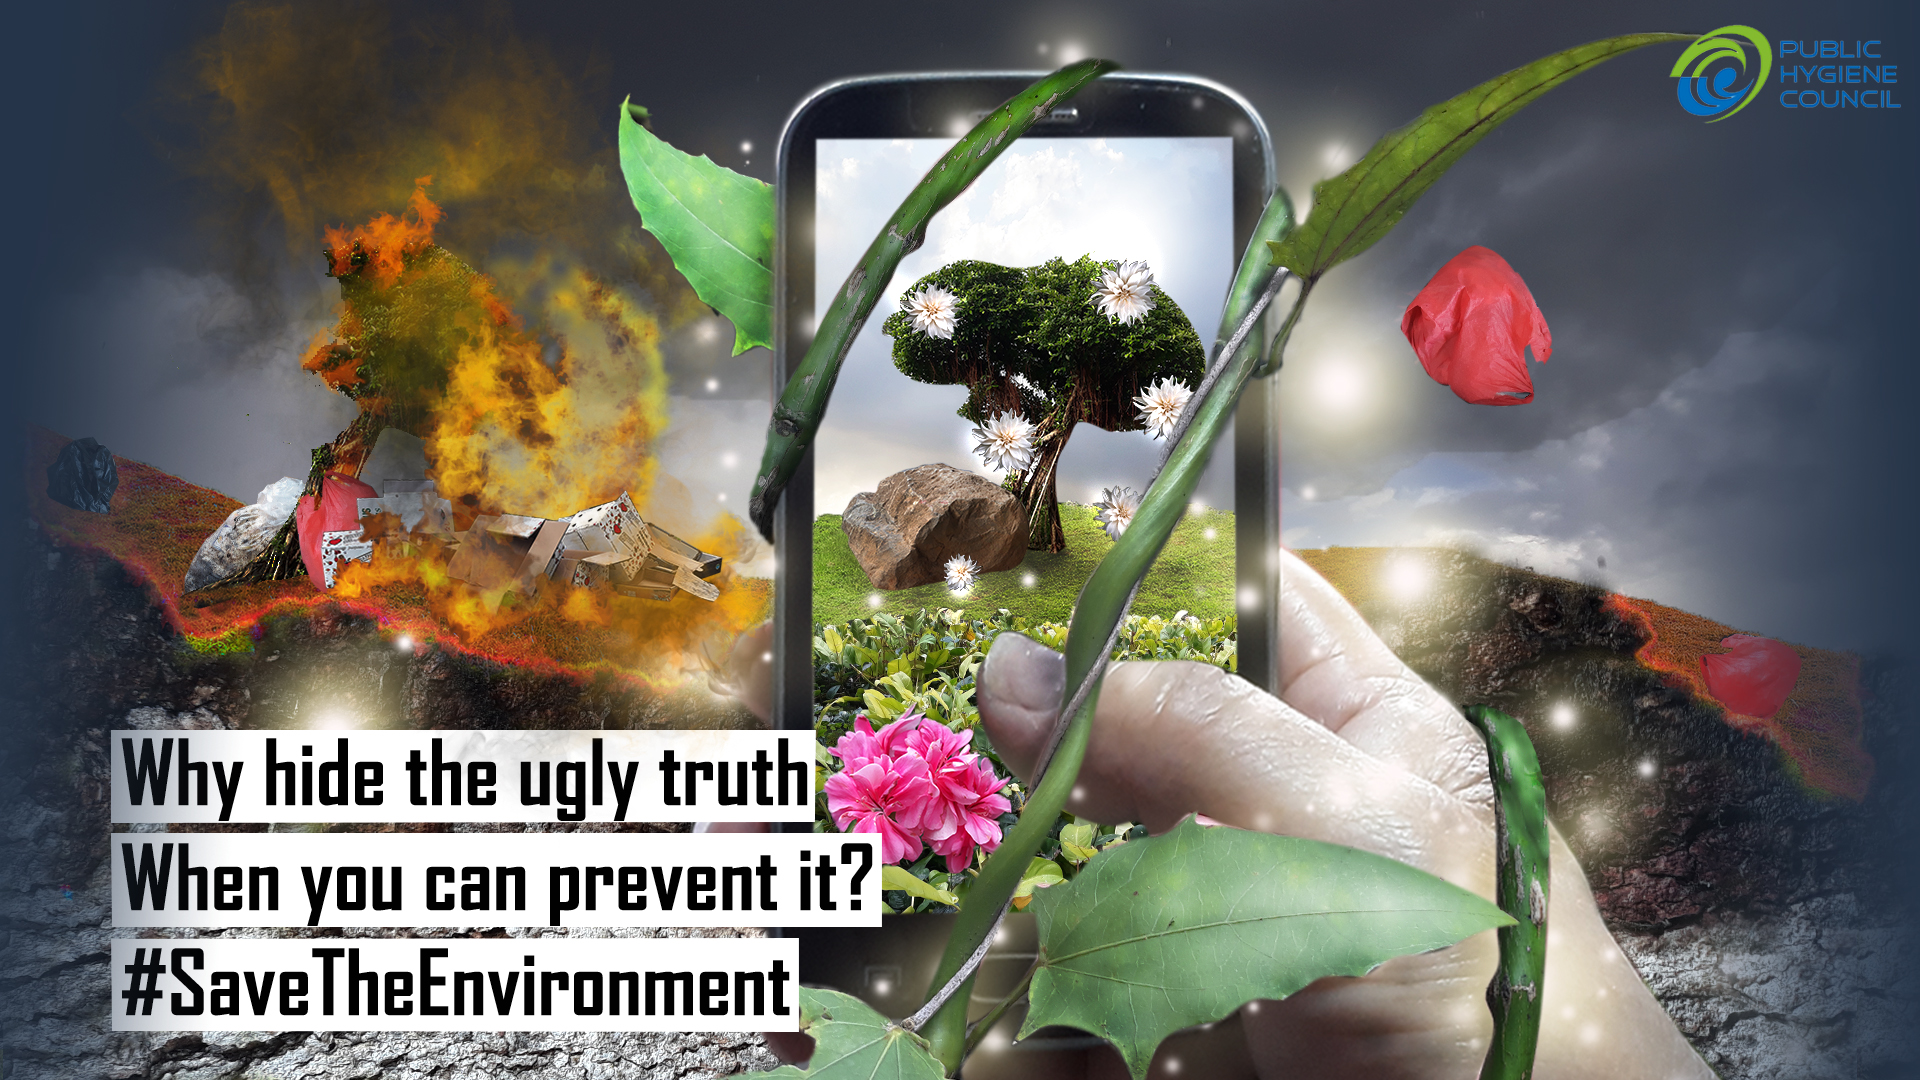 PUBLIC
HYGIENE
COUNCIL
Why hide the ugly truth
When you can prevent it?
#SaveTheEnvironment